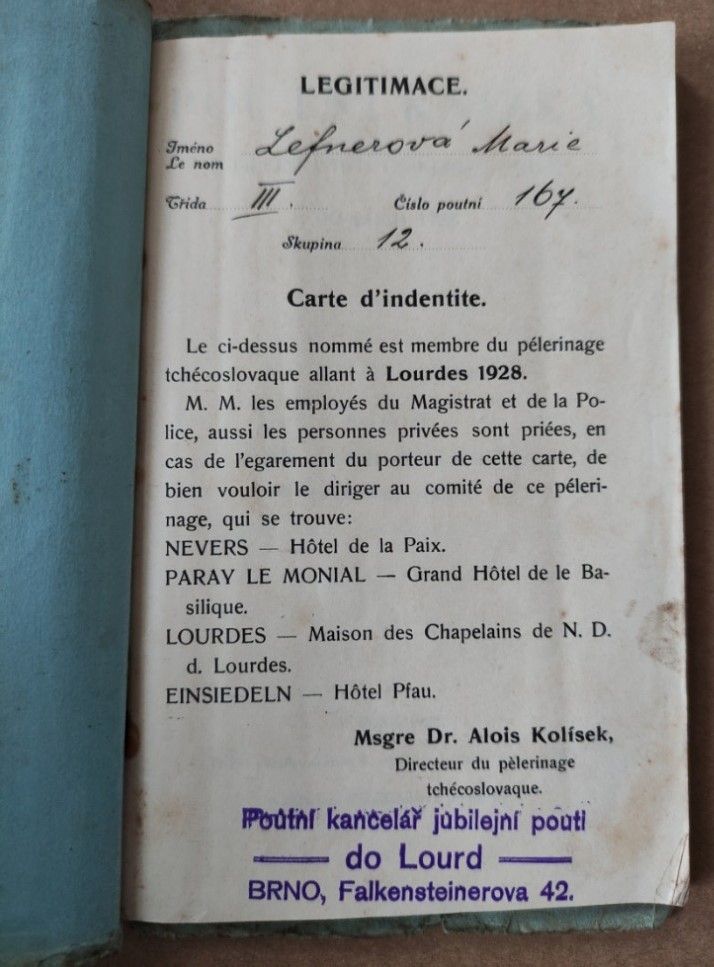 LEGITIMACE.
Jméno
Le nom
Lefnerová Marie
Třída III. Číslo poutní 167.
Skupina 12.
Carte d'indentite.
Le ci-dessus nommé est membre du pélerinage
tchécoslovaque allant à Lourdes 1928.
M. M. les employés du Magistrat et de la Po-
lice, aussi les personnes privées sont priées, en
cas de l'egarement du porteur de cette carte, de
bien vouloir le diriger au comité de ce péleri-
nage, qui se trouve:
NEVERS — Hôtel de la Paix.
PARAY LE MONIAL — Grand Hôtel de le Ba-
silique.
LOURDES — Maison des Chapelains de N. D.
d. Lourdes.
EINSIEDELN — Hôtel Pfau.
Msgre Dr. Alois Kolísek,
Directeur du pèlerinage
tchécoslovaque.
Poutní kancelář jubilejní pouti
do Lourd
BRNO, Falkensteinerova 42.